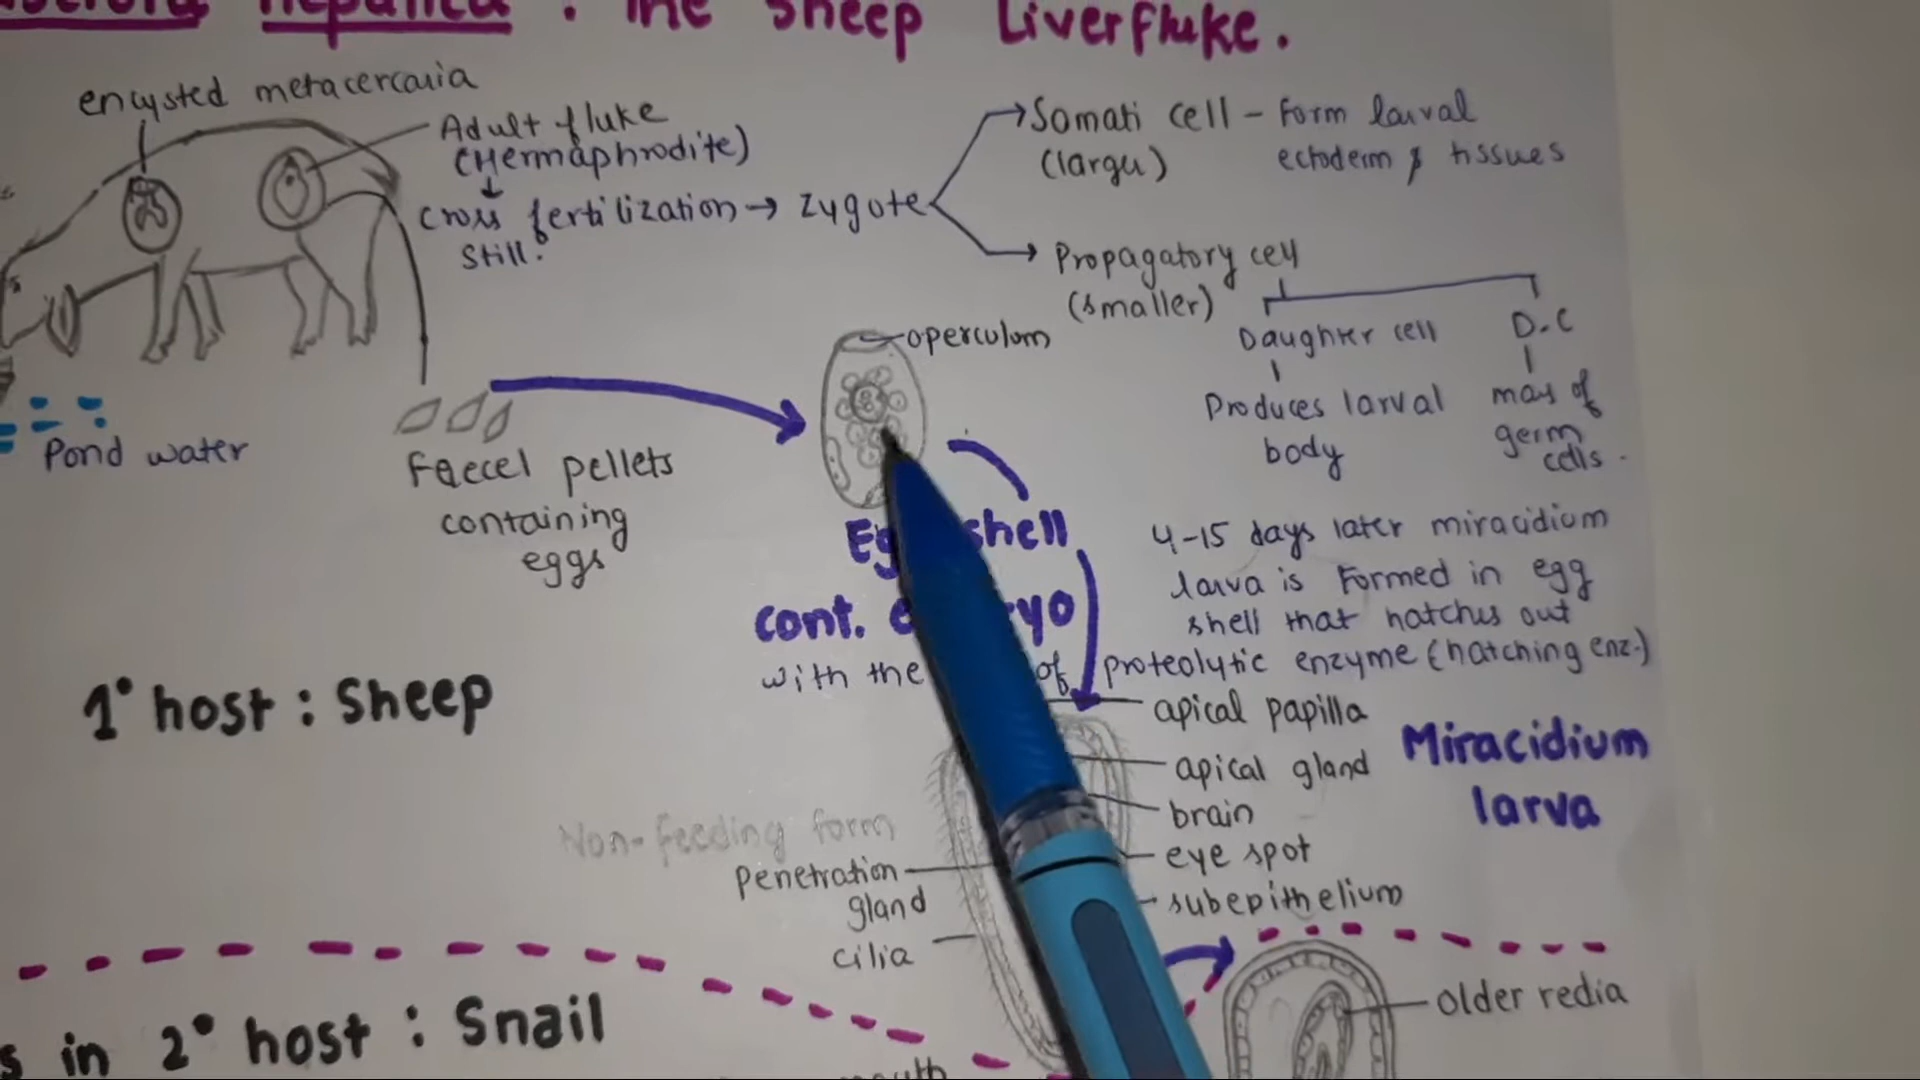 hepatica : The Sheep Liverfluke.
encysted metacercaria
Adult fluke
(Hermaphrodite)
cross fertilization → zygote
still.
Somati cell - Form larval
(large) ectoderm & tissues
Propagatory cell
(smaller)
Daughter cell
Produces larval
body
D.C
mass of
germ
cells.
operculum
Pond water
Faecel pellets
containing
eggs
shell
cont.
with the of proteolytic enzyme (hatching enz.)
4-15 days later miracidium
larva is Formed in egg
shell that hatches out
1° host : Sheep
apical papilla
apical gland
brain
eye spot
subepithelium
Miracidium
larva
Non-feeding form
penetration
gland
cilia
in 2° host : Snail
older redia